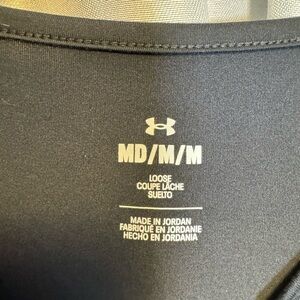 MD/M/M
LOOSE
COUPE LÂCHE
SUELTO
MADE IN JORDAN
FABRIQUÉ EN JORDANIE
HECHO EN JORDANIA